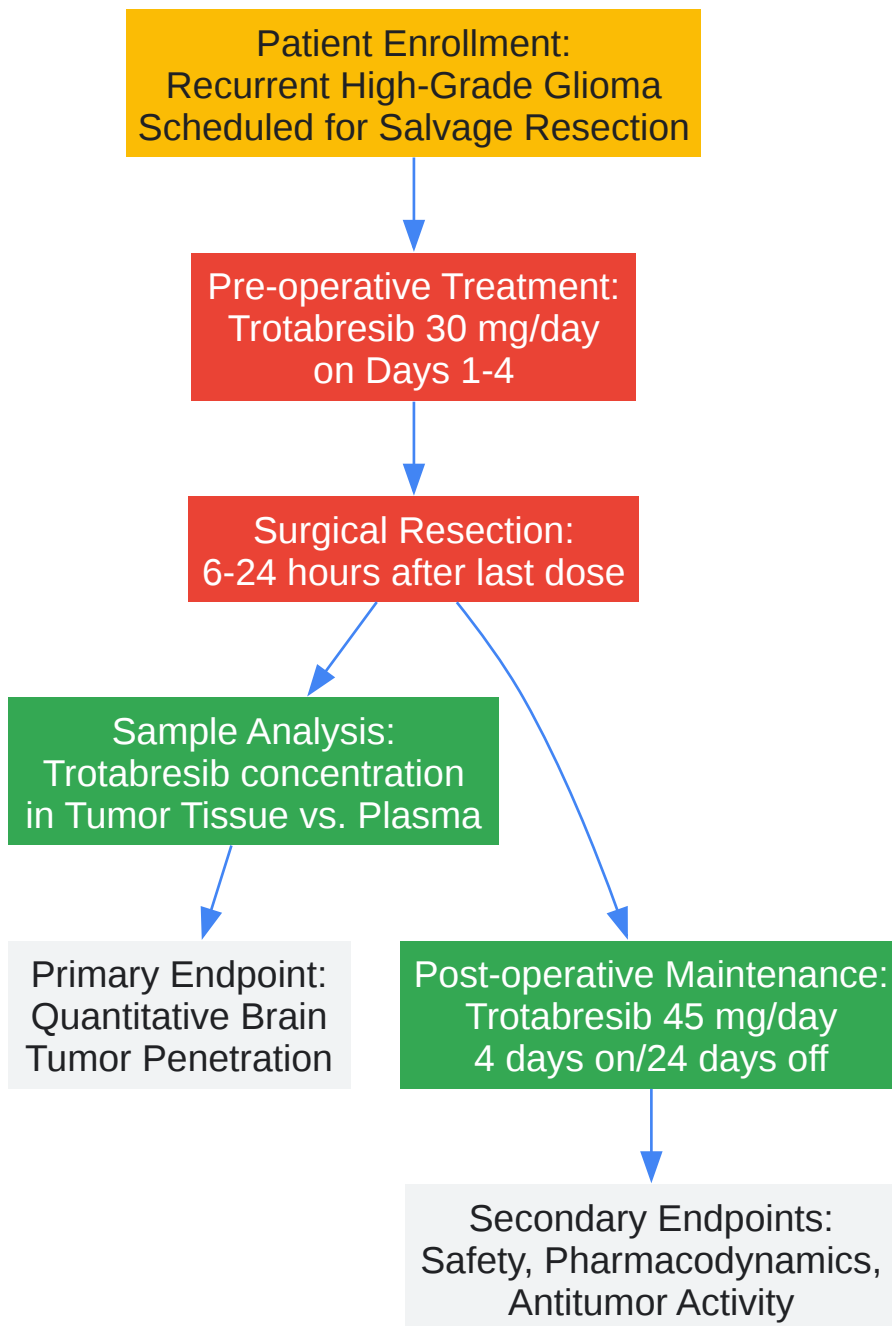 Patient Enrollment:
Recurrent High-Grade Glioma
Scheduled for Salvage Resection
Pre-operative Treatment:
Trotabresib 30 mg/day
on Days 1-4
Surgical Resection:
6-24 hours after last dose
Sample Analysis:
Trotabresib concentration
in Tumor Tissue vs. Plasma
Primary Endpoint:
Quantitative Brain
Tumor Penetration
Post-operative Maintenance:
Trotabresib 45 mg/day
4 days on/24 days off
Secondary Endpoints:
Safety, Pharmacodynamics,
Antitumor Activity